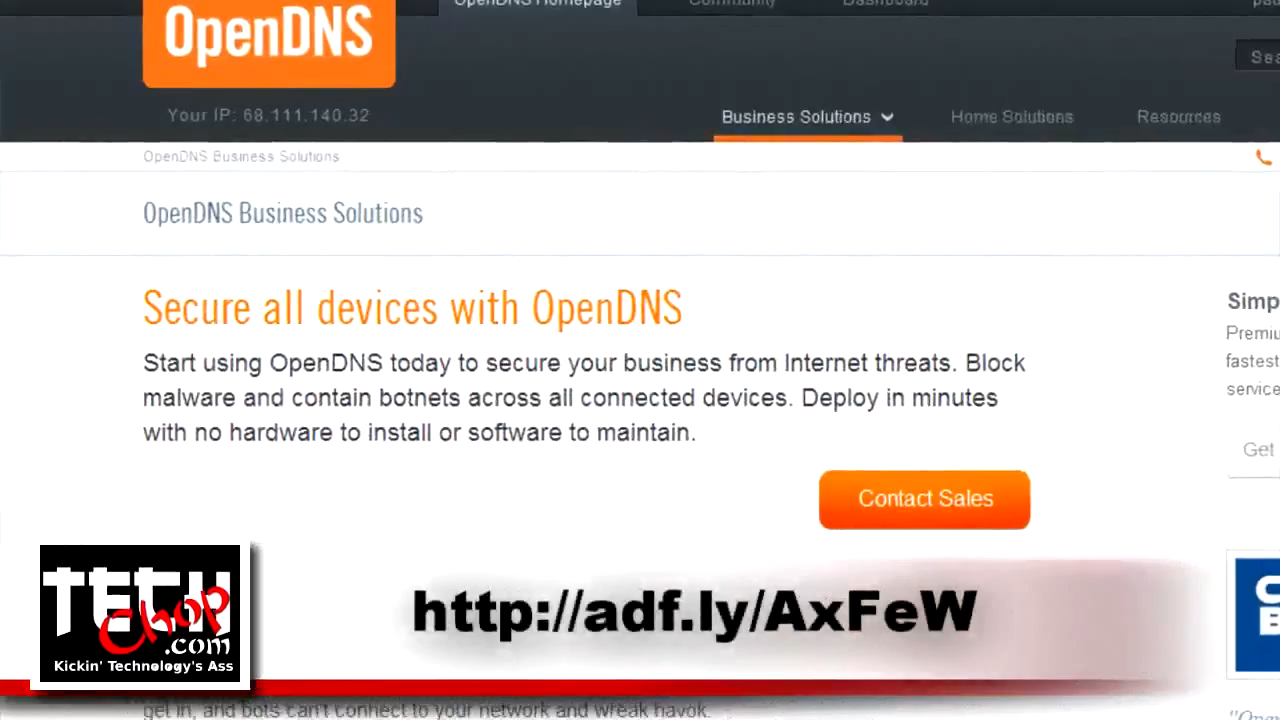 OpenDNS Homepage
Community
Dashboard
OpenDNS
Your IP: 68.111.140.32
Business Solutions
Home Solutions
Resources
OpenDNS Business Solutions
OpenDNS Business Solutions
Secure all devices with OpenDNS
Start using OpenDNS today to secure your business from Internet threats. Block
malware and contain botnets across all connected devices. Deploy in minutes
with no hardware to install or software to maintain.
Contact Sales
fastest
service
Get
TECH
Chop
.com
Kickin' Technology's Ass
http://adf.ly/AxFeW
get in, and bots can't connect to your network and wreak havok.